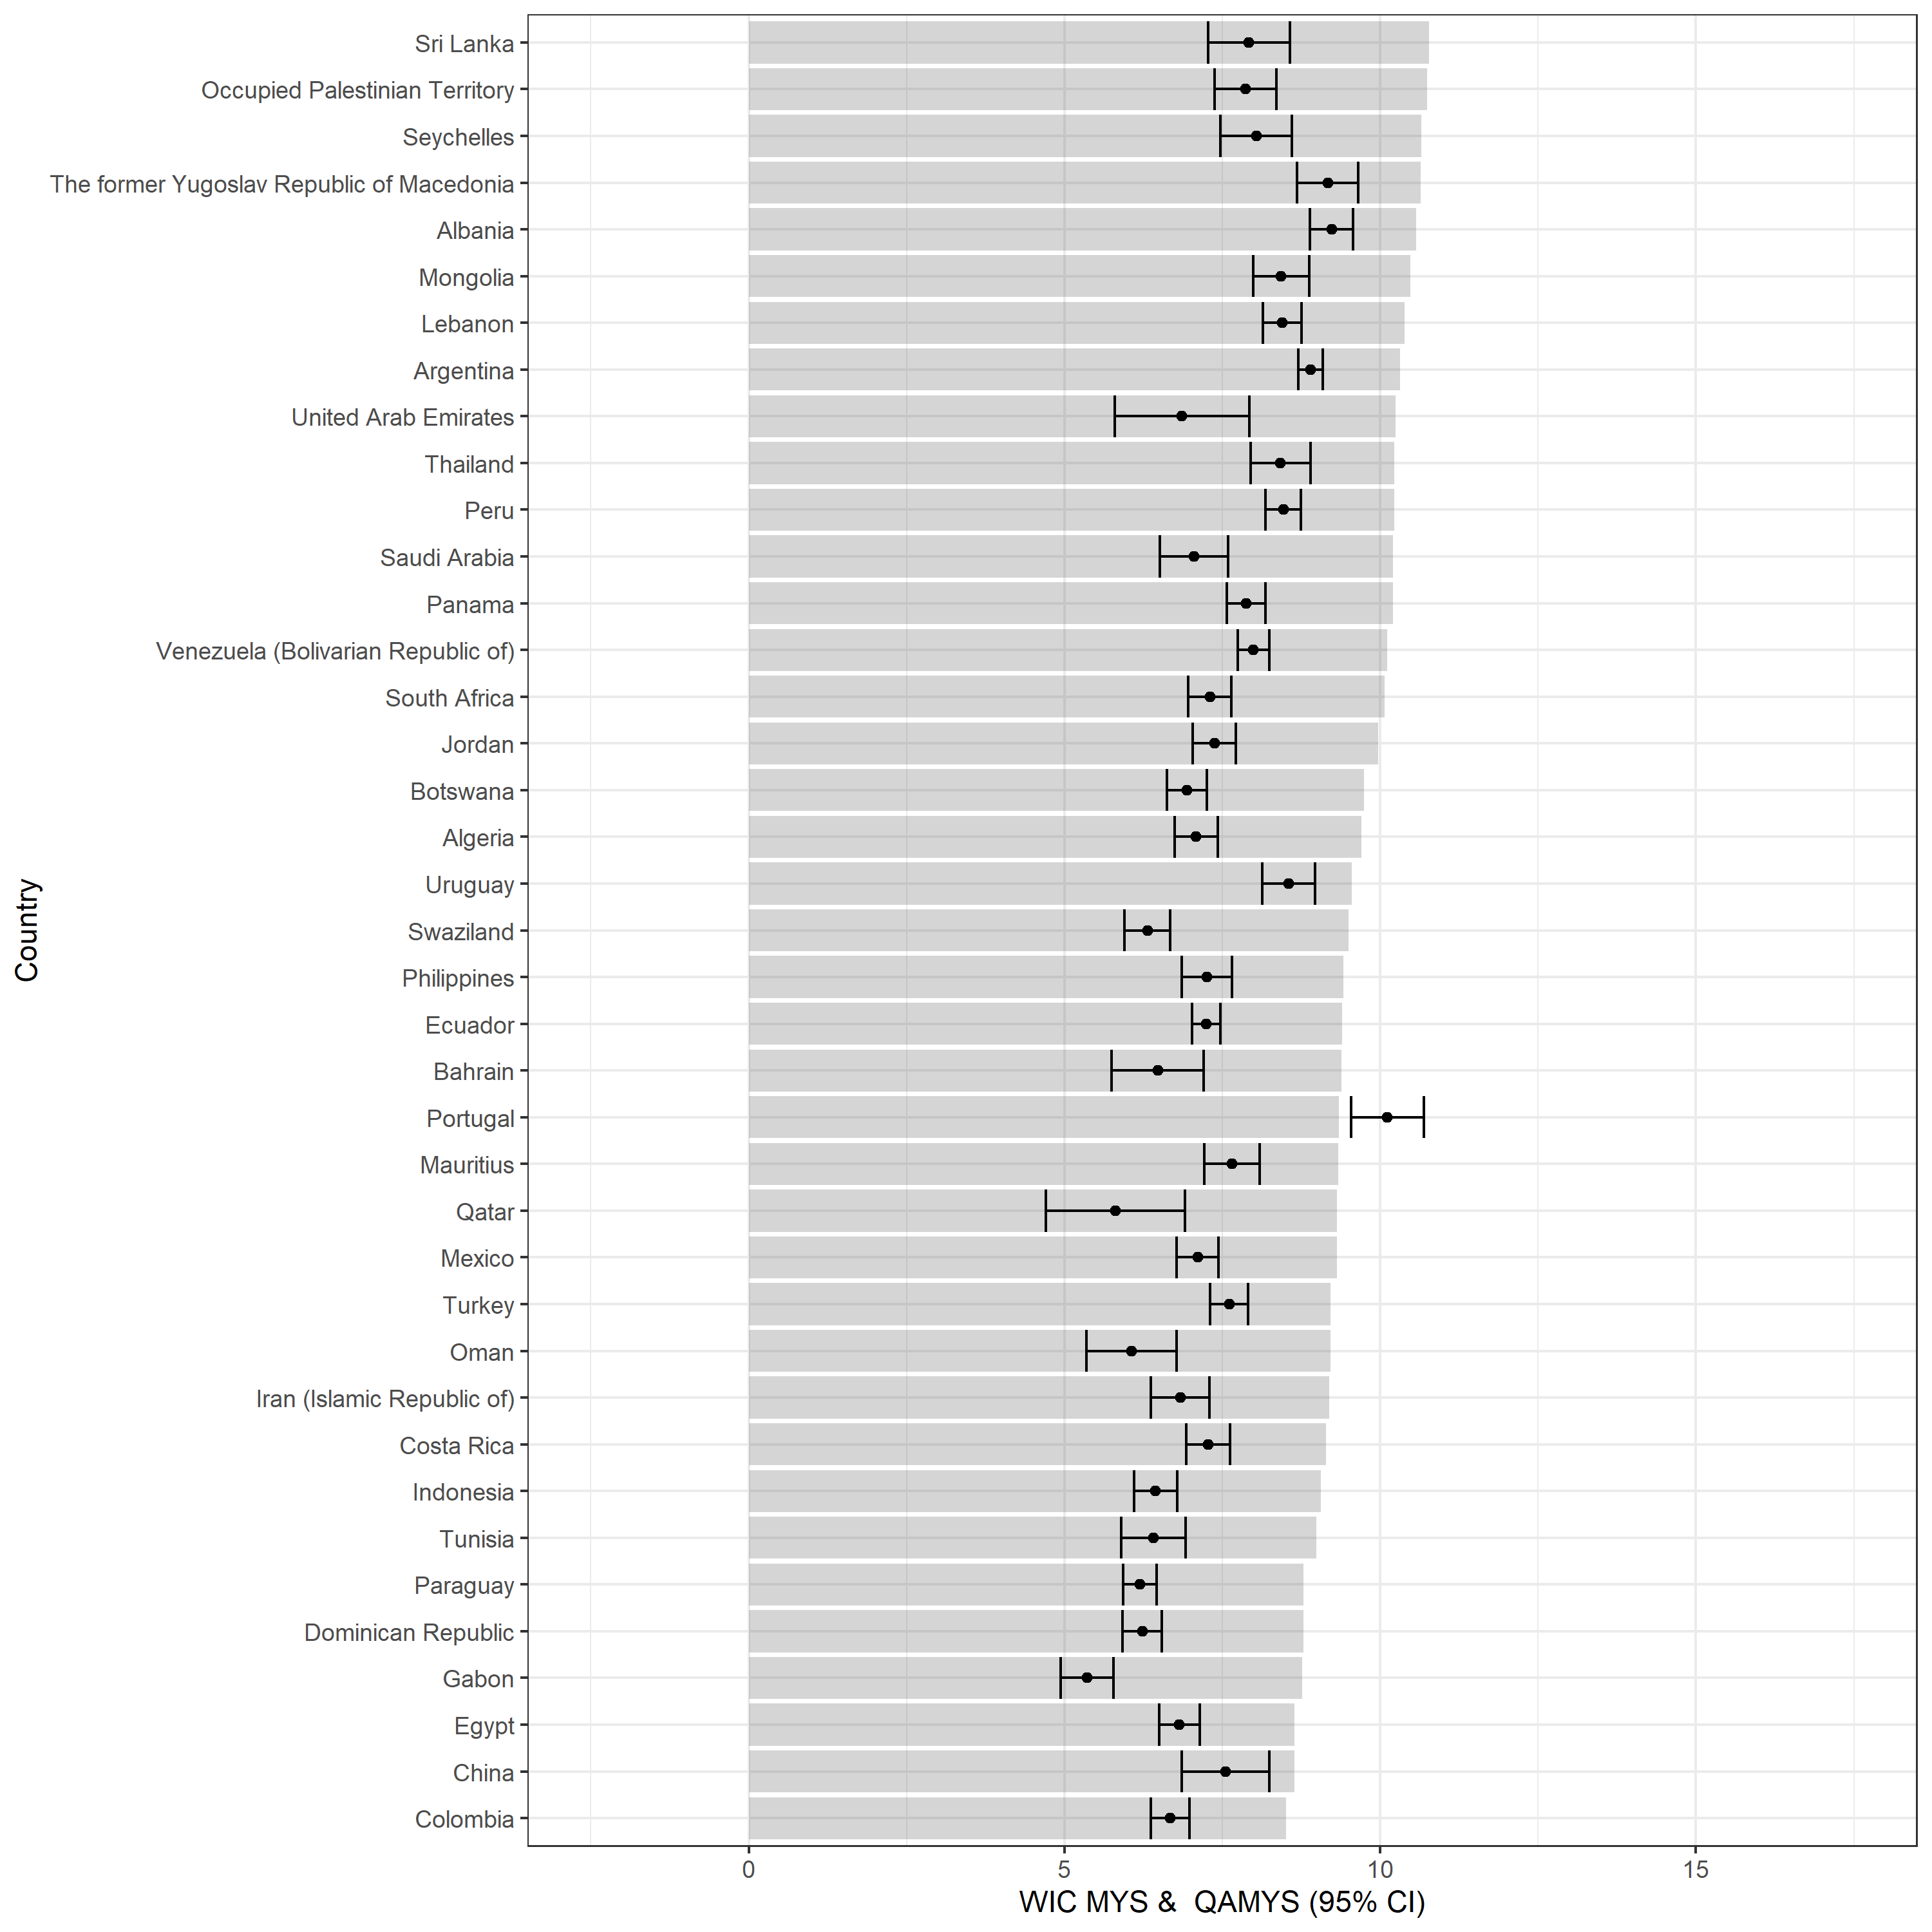 Sri Lanka
Occupied Palestinian Territory
Seychelles
The former Yugoslav Republic of Macedonia
Albania
Mongolia
Lebanon
Argentina
United Arab Emirates
Thailand
Peru
Saudi Arabia
Panama
Venezuela (Bolivarian Republic of)
South Africa
Jordan
Botswana
Algeria
Uruguay
Swaziland
Philippines
Ecuador
Bahrain
Portugal
Mauritius
Qatar
Mexico
Turkey
Oman
Iran (Islamic Republic of)
Costa Rica
Indonesia
Tunisia
Paraguay
Dominican Republic
Gabon
Egypt
China
Colombia
Country
0 5 10 15
WIC MYS &  QAMYS (95% CI)